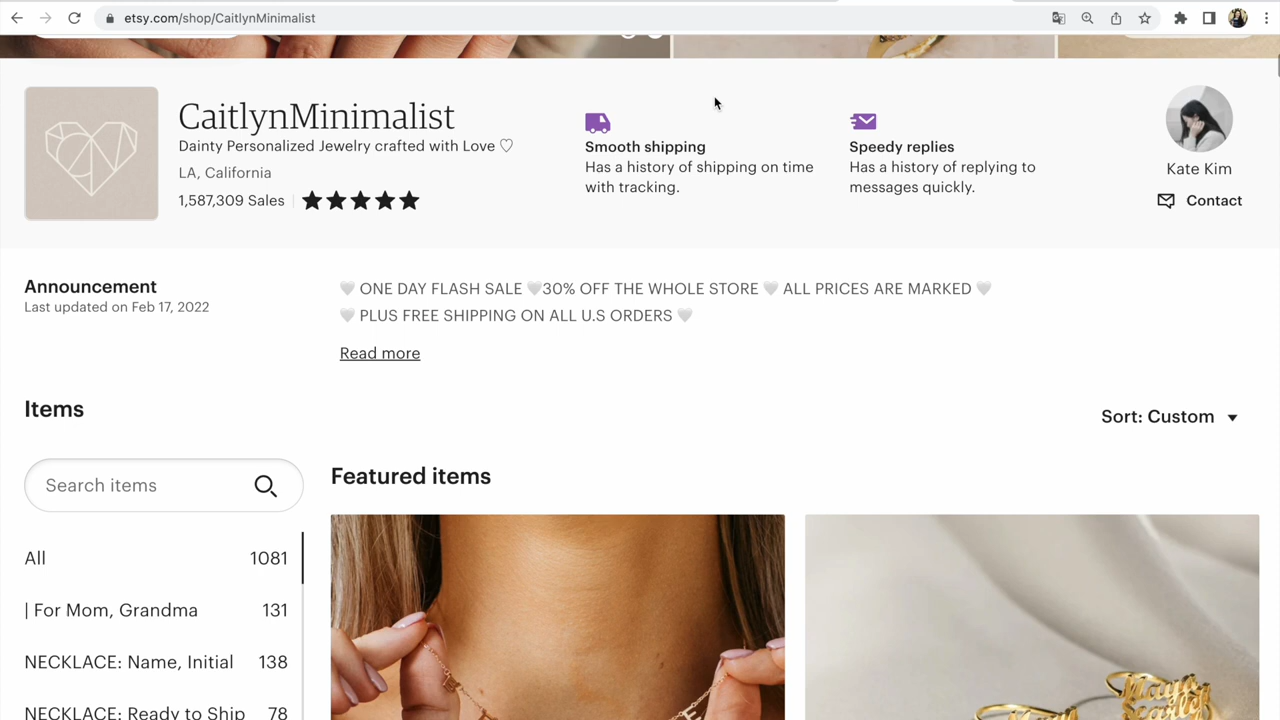 etsy.com/shop/CaitlynMinimalist
CaitlynMinimalist
Dainty Personalized Jewelry crafted with Love ♡
LA, California
1,587,309 Sales ★★★★★
Smooth shipping
Has a history of shipping on time
with tracking.
Speedy replies
Has a history of replying to
messages quickly.
Kate Kim
Contact
Announcement
Last updated on Feb 17, 2022
🤍 ONE DAY FLASH SALE 🤍30% OFF THE WHOLE STORE 🤍 ALL PRICES ARE MARKED 🤍
🤍 PLUS FREE SHIPPING ON ALL U.S ORDERS 🤍
Read more
Items
Sort: Custom
Search items
Featured items
All 1081
| For Mom, Grandma 131
NECKLACE: Name, Initial 138
NECKLACE: Ready to Ship 78